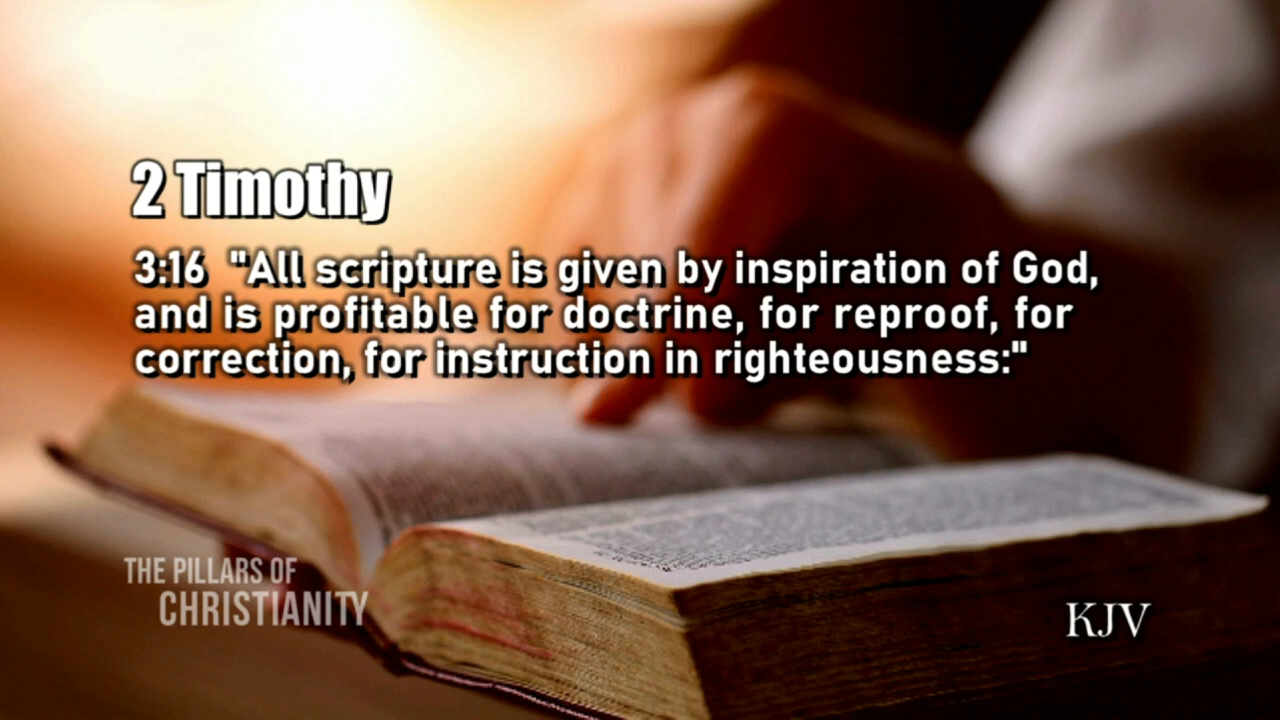 2 Timothy
3:16 "All scripture is given by inspiration of God,
and is profitable for doctrine, for reproof, for
correction, for instruction in righteousness:"
THE PILLARS OF
CHRISTIANITY
KJV